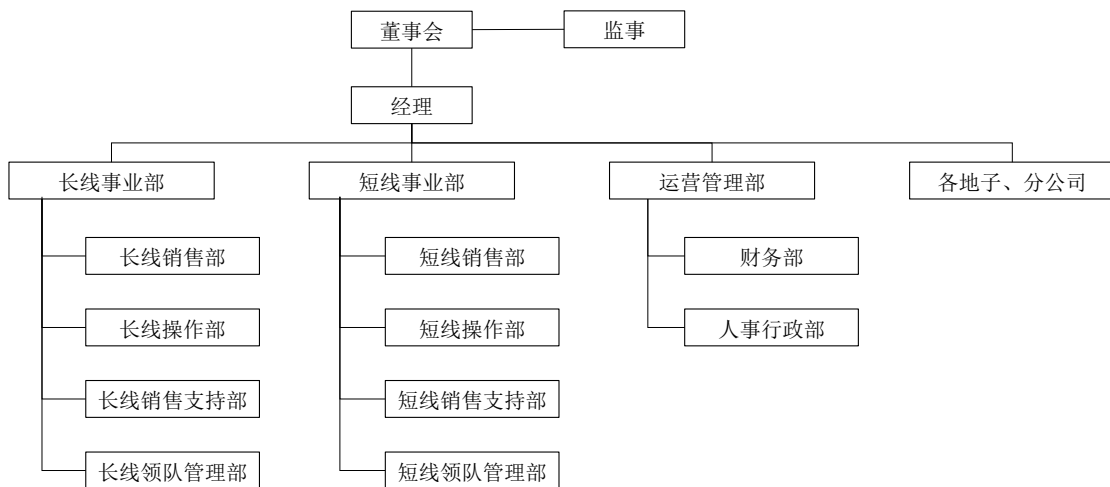 董事会
监事
经理
长线事业部
短线事业部
运营管理部
各地子、分公司
长线销售部
短线销售部
财务部
长线操作部
短线操作部
人事行政部
长线销售支持部
短线销售支持部
长线领队管理部
短线领队管理部